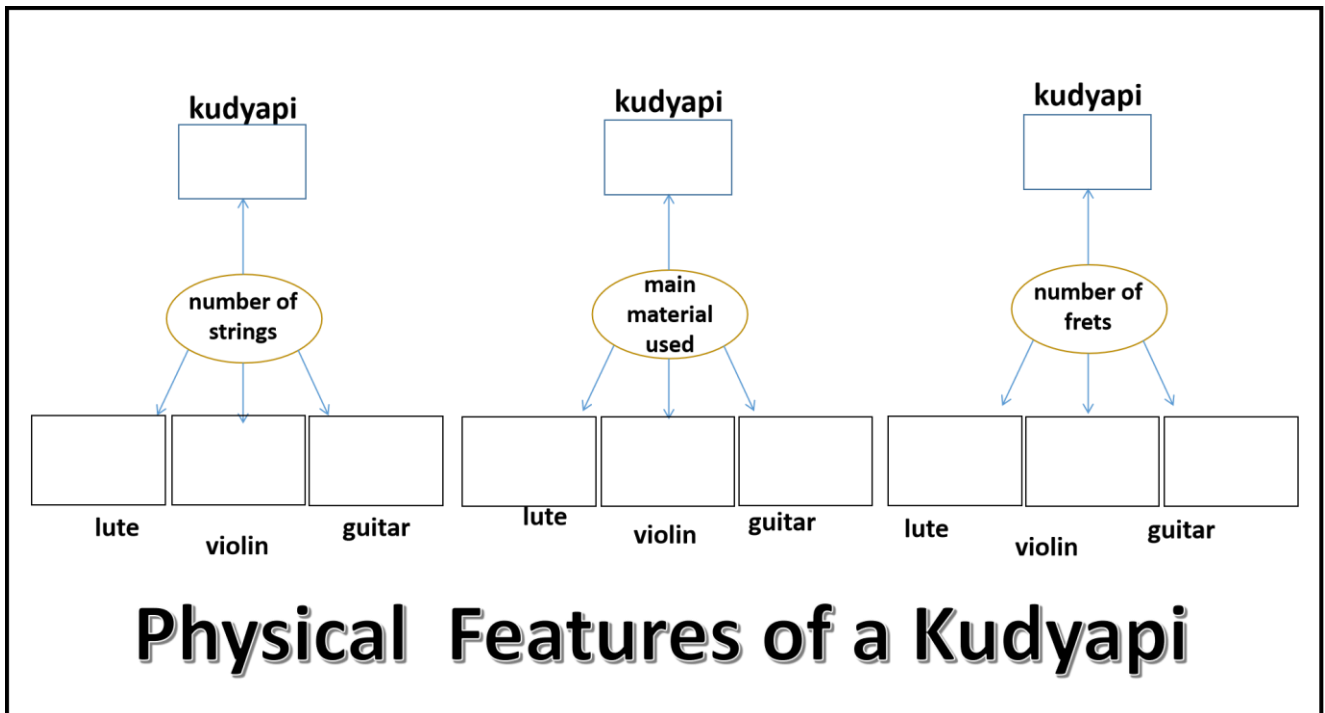 kudyapi
number of
strings
lute
violin
guitar
kudyapi
main
material
used
lute
violin
guitar
kudyapi
number of
frets
lute
violin
guitar
Physical Features of a Kudyapi